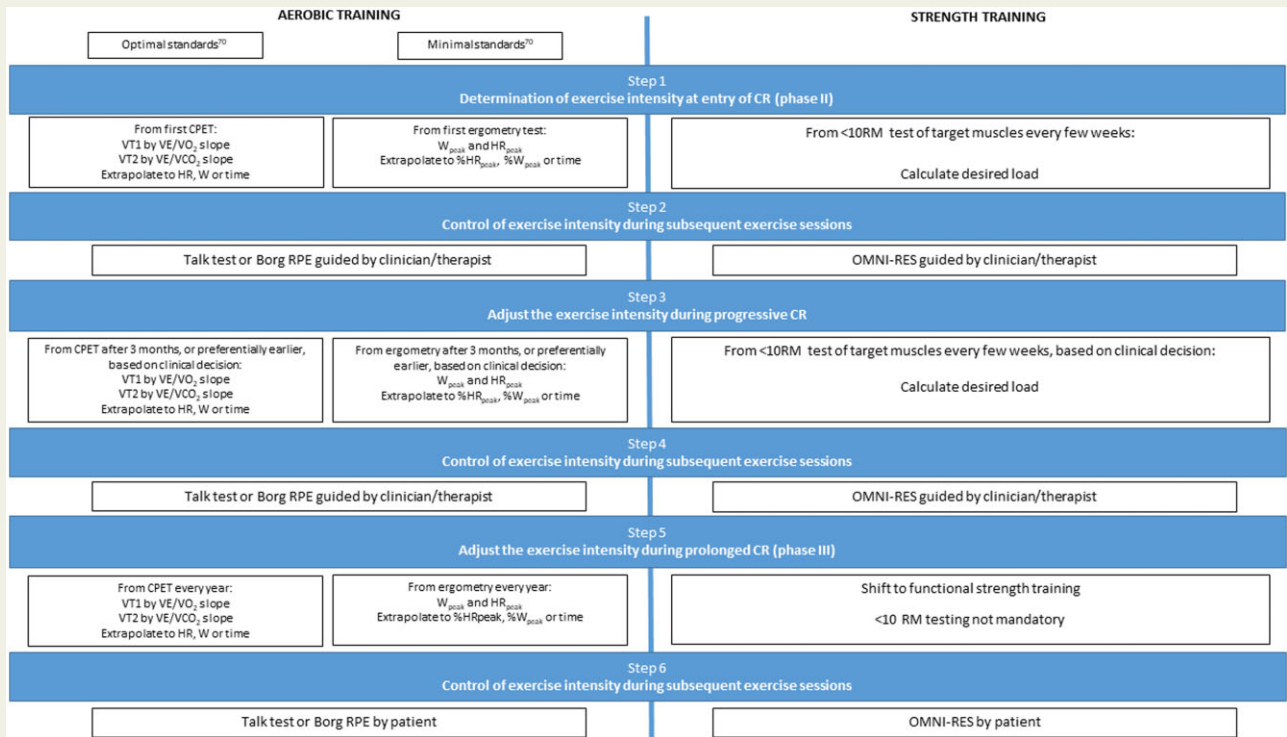 AEROBIC TRAINING
STRENGTH TRAINING
Optimal standards⁷⁰
Minimal standards⁷⁰
Step 1
Determination of exercise intensity at entry of CR (phase II)
From first CPET:
VT1 by VE/VO₂ slope
VT2 by VE/VCO₂ slope
Extrapolate to HR, W or time
From first ergometry test:
Wpeak and HRpeak
Extrapolate to %HRpeak, %Wpeak or time
From <10RM test of target muscles every few weeks:
Calculate desired load
Step 2
Control of exercise intensity during subsequent exercise sessions
Talk test or Borg RPE guided by clinician/therapist
OMNI-RES guided by clinician/therapist
Step 3
Adjust the exercise intensity during progressive CR
From CPET after 3 months, or preferentially earlier,
based on clinical decision:
VT1 by VE/VO₂ slope
VT2 by VE/VCO₂ slope
Extrapolate to HR, W or time
From ergometry after 3 months, or preferentially
earlier, based on clinical decision:
Wpeak and HRpeak
Extrapolate to %HRpeak, %Wpeak or time
From <10RM test of target muscles every few weeks, based on clinical decision:
Calculate desired load
Step 4
Control of exercise intensity during subsequent exercise sessions
Talk test or Borg RPE guided by clinician/therapist
OMNI-RES guided by clinician/therapist
Step 5
Adjust the exercise intensity during prolonged CR (phase III)
From CPET every year:
VT1 by VE/VO₂ slope
VT2 by VE/VCO₂ slope
Extrapolate to HR, W or time
From ergometry every year:
Wpeak and HRpeak
Extrapolate to %HRpeak, %Wpeak or time
Shift to functional strength training
<10 RM testing not mandatory
Step 6
Control of exercise intensity during subsequent exercise sessions
Talk test or Borg RPE by patient
OMNI-RES by patient